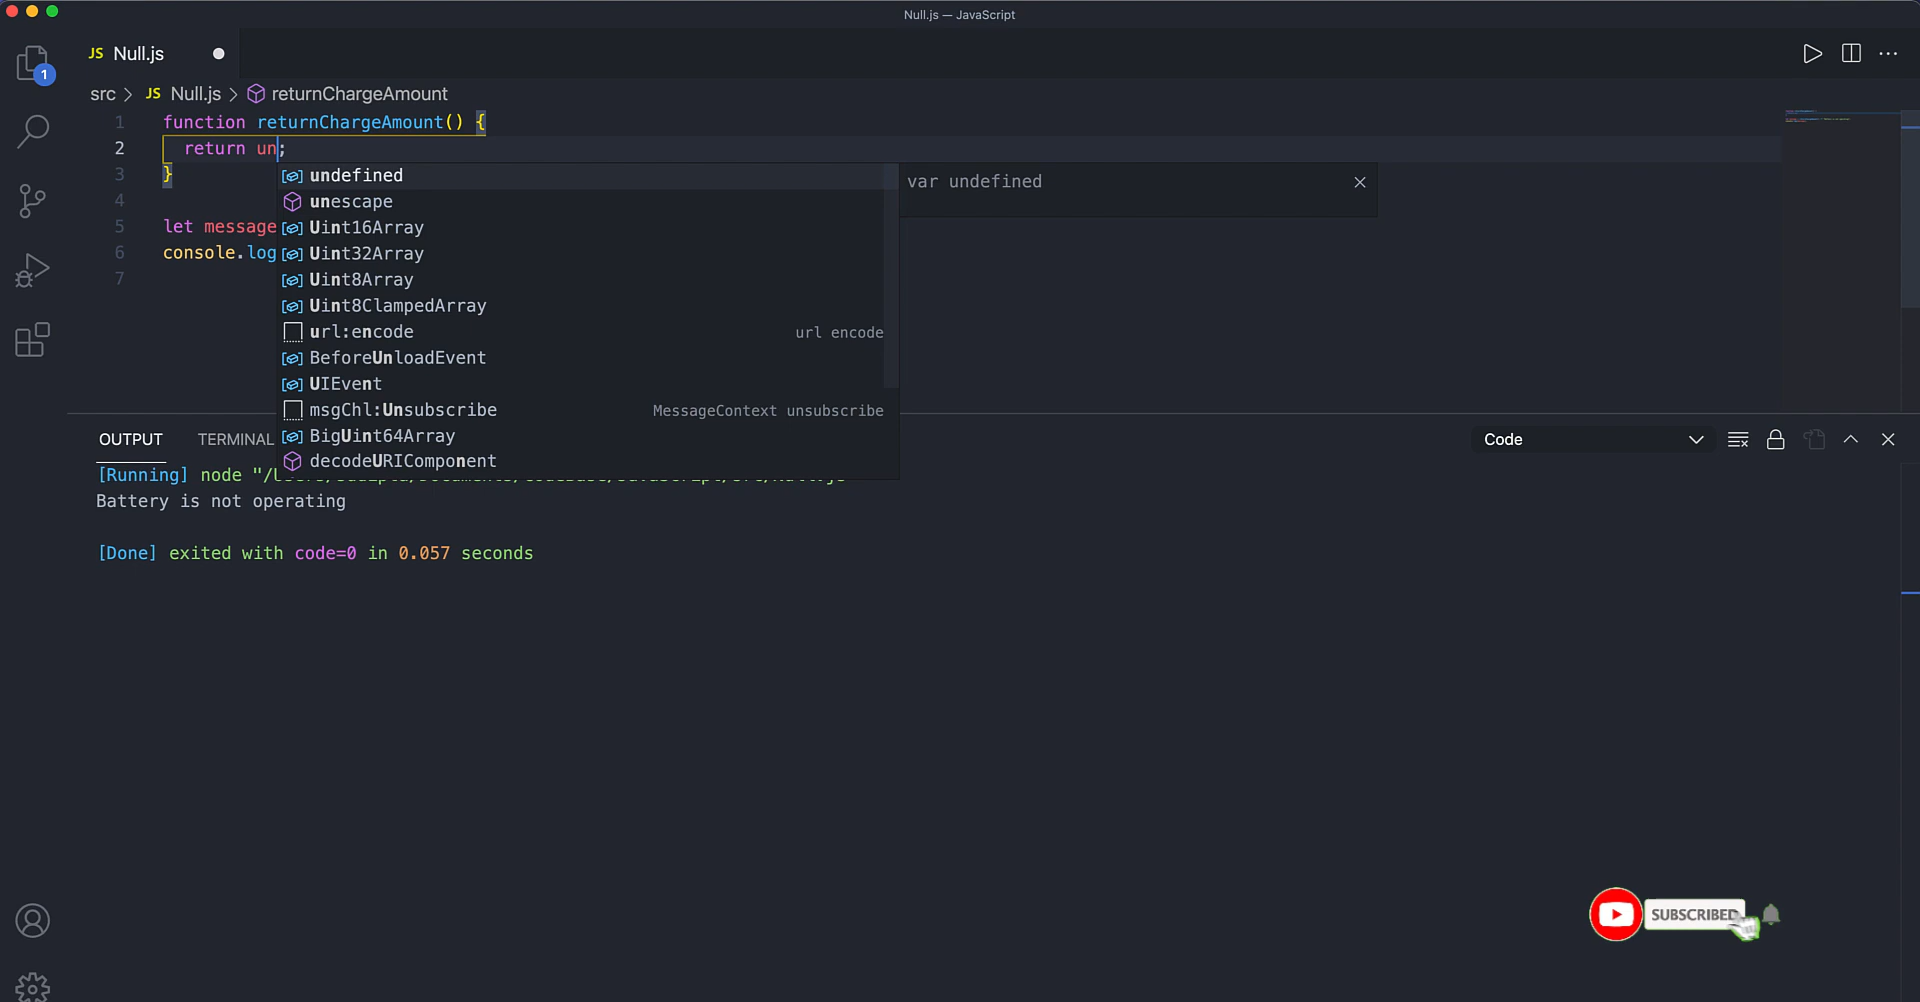 Null.js — JavaScript
JS Null.js
1
src > JS Null.js > returnChargeAmount
1 function returnChargeAmount() {
2 return un;
3 }
4
5 let message
6 console.log
7
undefined
unescape
Uint16Array
Uint32Array
Uint8Array
Uint8ClampedArray
url:encode url encode
BeforeUnloadEvent
UIEvent
msgChl:Unsubscribe MessageContext unsubscribe
BigUint64Array
decodeURIComponent
var undefined
OUTPUT TERMINAL Code
[Running] node
Battery is not operating
[Done] exited with code=0 in 0.057 seconds
SUBSCRIBED